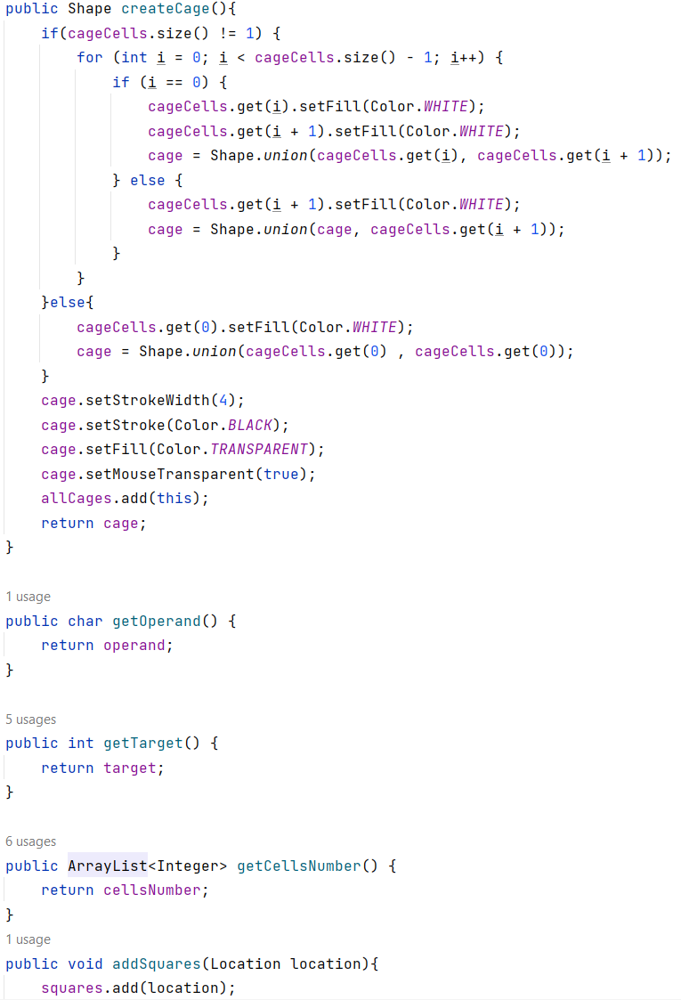 public Shape createCage(){
    if(cageCells.size() != 1) {
        for (int i = 0; i < cageCells.size() - 1; i++) {
            if (i == 0) {
                cageCells.get(i).setFill(Color.WHITE);
                cageCells.get(i + 1).setFill(Color.WHITE);
                cage = Shape.union(cageCells.get(i), cageCells.get(i + 1));
            } else {
                cageCells.get(i + 1).setFill(Color.WHITE);
                cage = Shape.union(cage, cageCells.get(i + 1));
            }
        }
    }else{
        cageCells.get(0).setFill(Color.WHITE);
        cage = Shape.union(cageCells.get(0) , cageCells.get(0));
    }
    cage.setStrokeWidth(4);
    cage.setStroke(Color.BLACK);
    cage.setFill(Color.TRANSPARENT);
    cage.setMouseTransparent(true);
    allCages.add(this);
    return cage;
}

1 usage
public char getOperand() {
    return operand;
}

5 usages
public int getTarget() {
    return target;
}

6 usages
public ArrayList<Integer> getCellsNumber() {
    return cellsNumber;
}
1 usage
public void addSquares(Location location){
    squares.add(location);